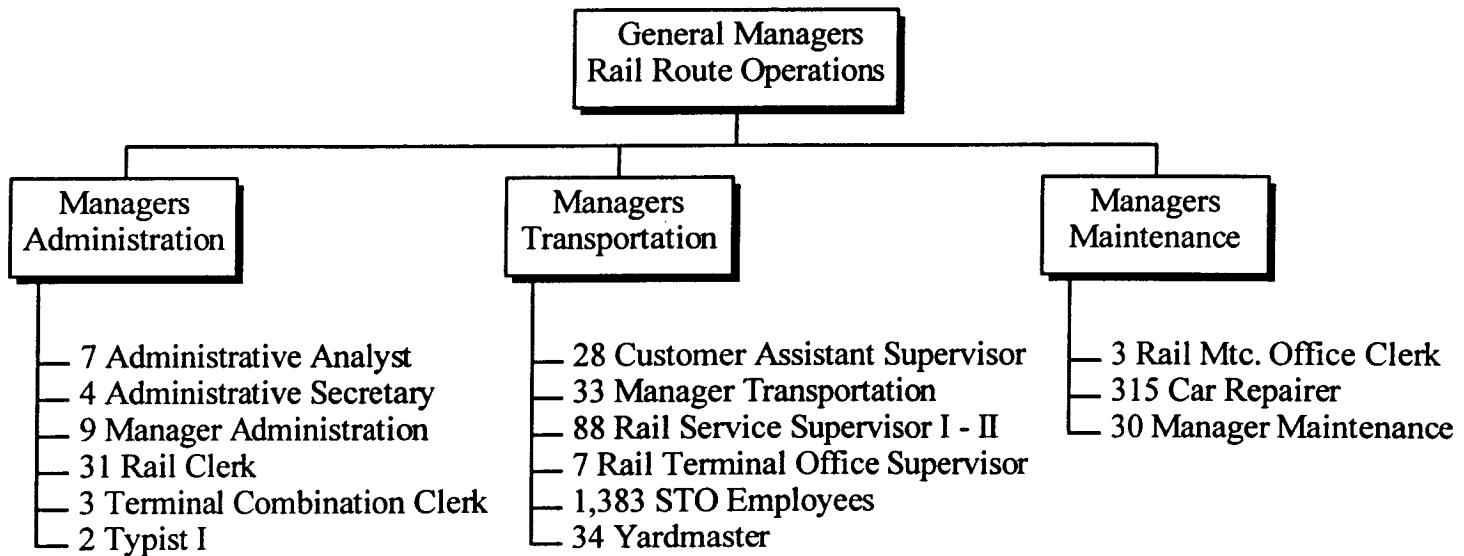 General Managers
Rail Route Operations
Managers
Administration
7 Administrative Analyst
4 Administrative Secretary
9 Manager Administration
31 Rail Clerk
3 Terminal Combination Clerk
2 Typist I
Managers
Transportation
28 Customer Assistant Supervisor
33 Manager Transportation
88 Rail Service Supervisor I - II
7 Rail Terminal Office Supervisor
1,383 STO Employees
34 Yardmaster
Managers
Maintenance
3 Rail Mtc. Office Clerk
315 Car Repairer
30 Manager Maintenance